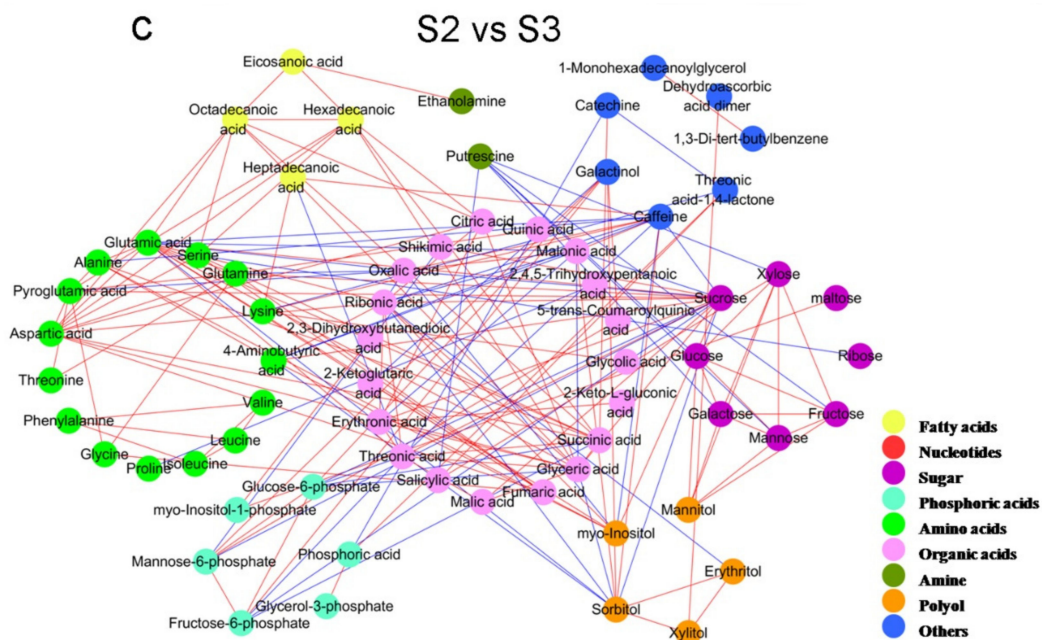 C
S2 vs S3
Eicosanoic acid
Octadecanoic
acid
Hexadecanoic
acid
Heptadecanoic
acid
Ethanolamine
Putrescine
1-Monohexadecanoylglycerol
Dehydroascorbic
acid dimer
Catechine
1,3-Di-tert-butylbenzene
Galactinol
Threonic
acid-1,4-lactone
Caffeine
Citric acid
Quinic acid
Shikimic acid
Malonic acid
Oxalic acid
2,4,5-Trihydroxypentanoic
acid
Ribonic acid
5-trans-Coumaroylquinic
acid
2,3-Dihydroxybutanedioic
acid
Glycolic acid
2-Ketoglutaric
acid
2-Keto-L-gluconic
acid
Erythronic acid
Succinic acid
Threonic acid
Glyceric acid
Salicylic acid
Fumaric acid
Malic acid
Glutamic acid
Alanine
Serine
Glutamine
Pyroglutamic acid
Lysine
Aspartic acid
4-Aminobutyric
acid
Threonine
Valine
Phenylalanine
Leucine
Glycine
Isoleucine
Proline
Xylose
Sucrose
maltose
Glucose
Ribose
Galactose
Fructose
Mannose
Glucose-6-phosphate
myo-Inositol-1-phosphate
Mannose-6-phosphate
Phosphoric acid
Glycerol-3-phosphate
Fructose-6-phosphate
Mannitol
myo-Inositol
Erythritol
Sorbitol
Xylitol
Fatty acids
Nucleotides
Sugar
Phosphoric acids
Amino acids
Organic acids
Amine
Polyol
Others